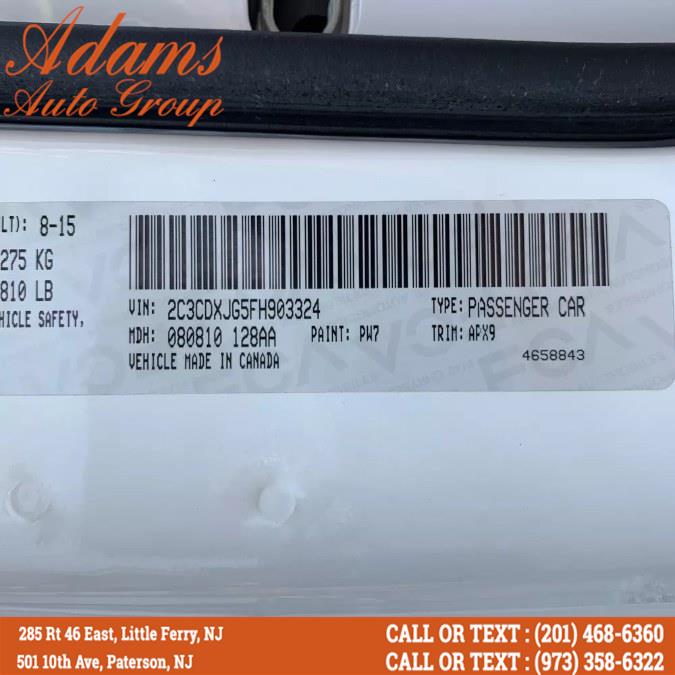 Adams
Auto Group
LT): 8-15
275 KG
810 LB
HICLE SAFETY,
VIN: 2C3CDXJG5FH903324
TYPE: PASSENGER CAR
MDH: 080810 128AA PAINT: PW7 TRIM: APX9
VEHICLE MADE IN CANADA
4658843
285 Rt 46 East, Little Ferry, NJ
CALL OR TEXT : (201) 468-6360
501 10th Ave, Paterson, NJ
CALL OR TEXT : (973) 358-6322